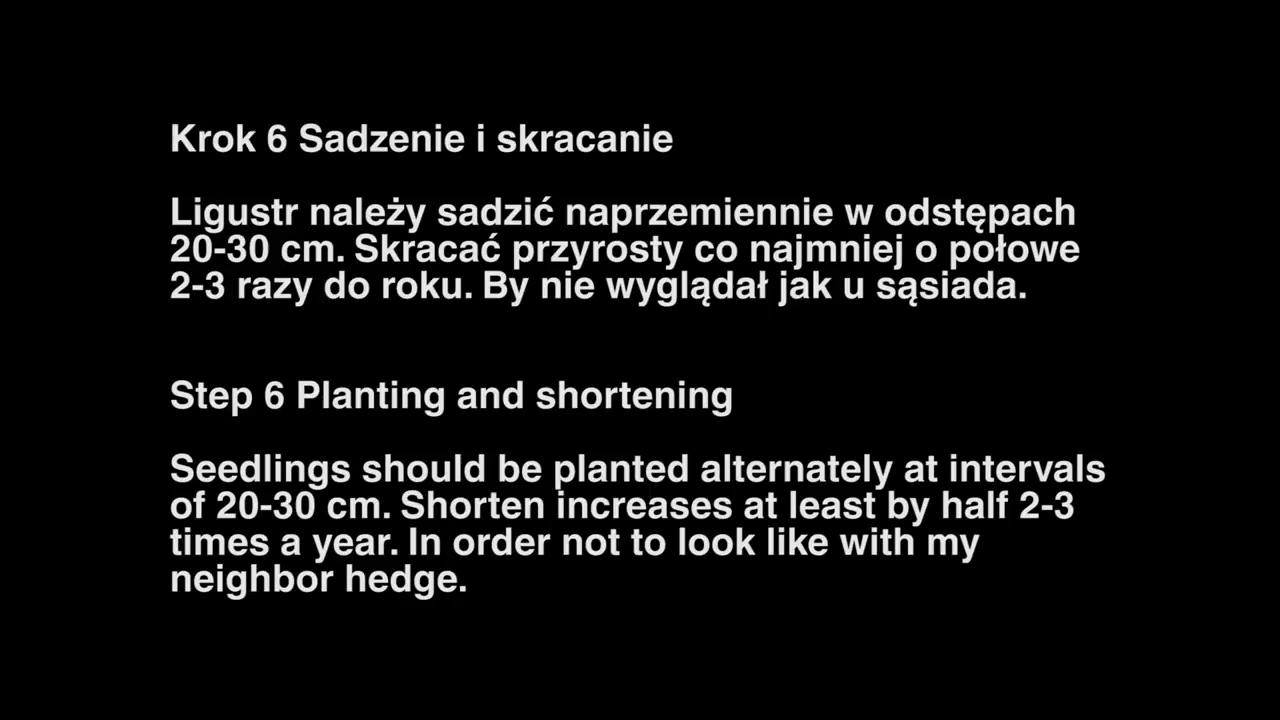 Krok 6 Sadzenie i skracanie
Ligustr należy sadzić naprzemiennie w odstępach
20-30 cm. Skracać przyrosty co najmniej o połowe
2-3 razy do roku. By nie wyglądał jak u sąsiada.
Step 6 Planting and shortening
Seedlings should be planted alternately at intervals
of 20-30 cm. Shorten increases at least by half 2-3
times a year. In order not to look like with my
neighbor hedge.